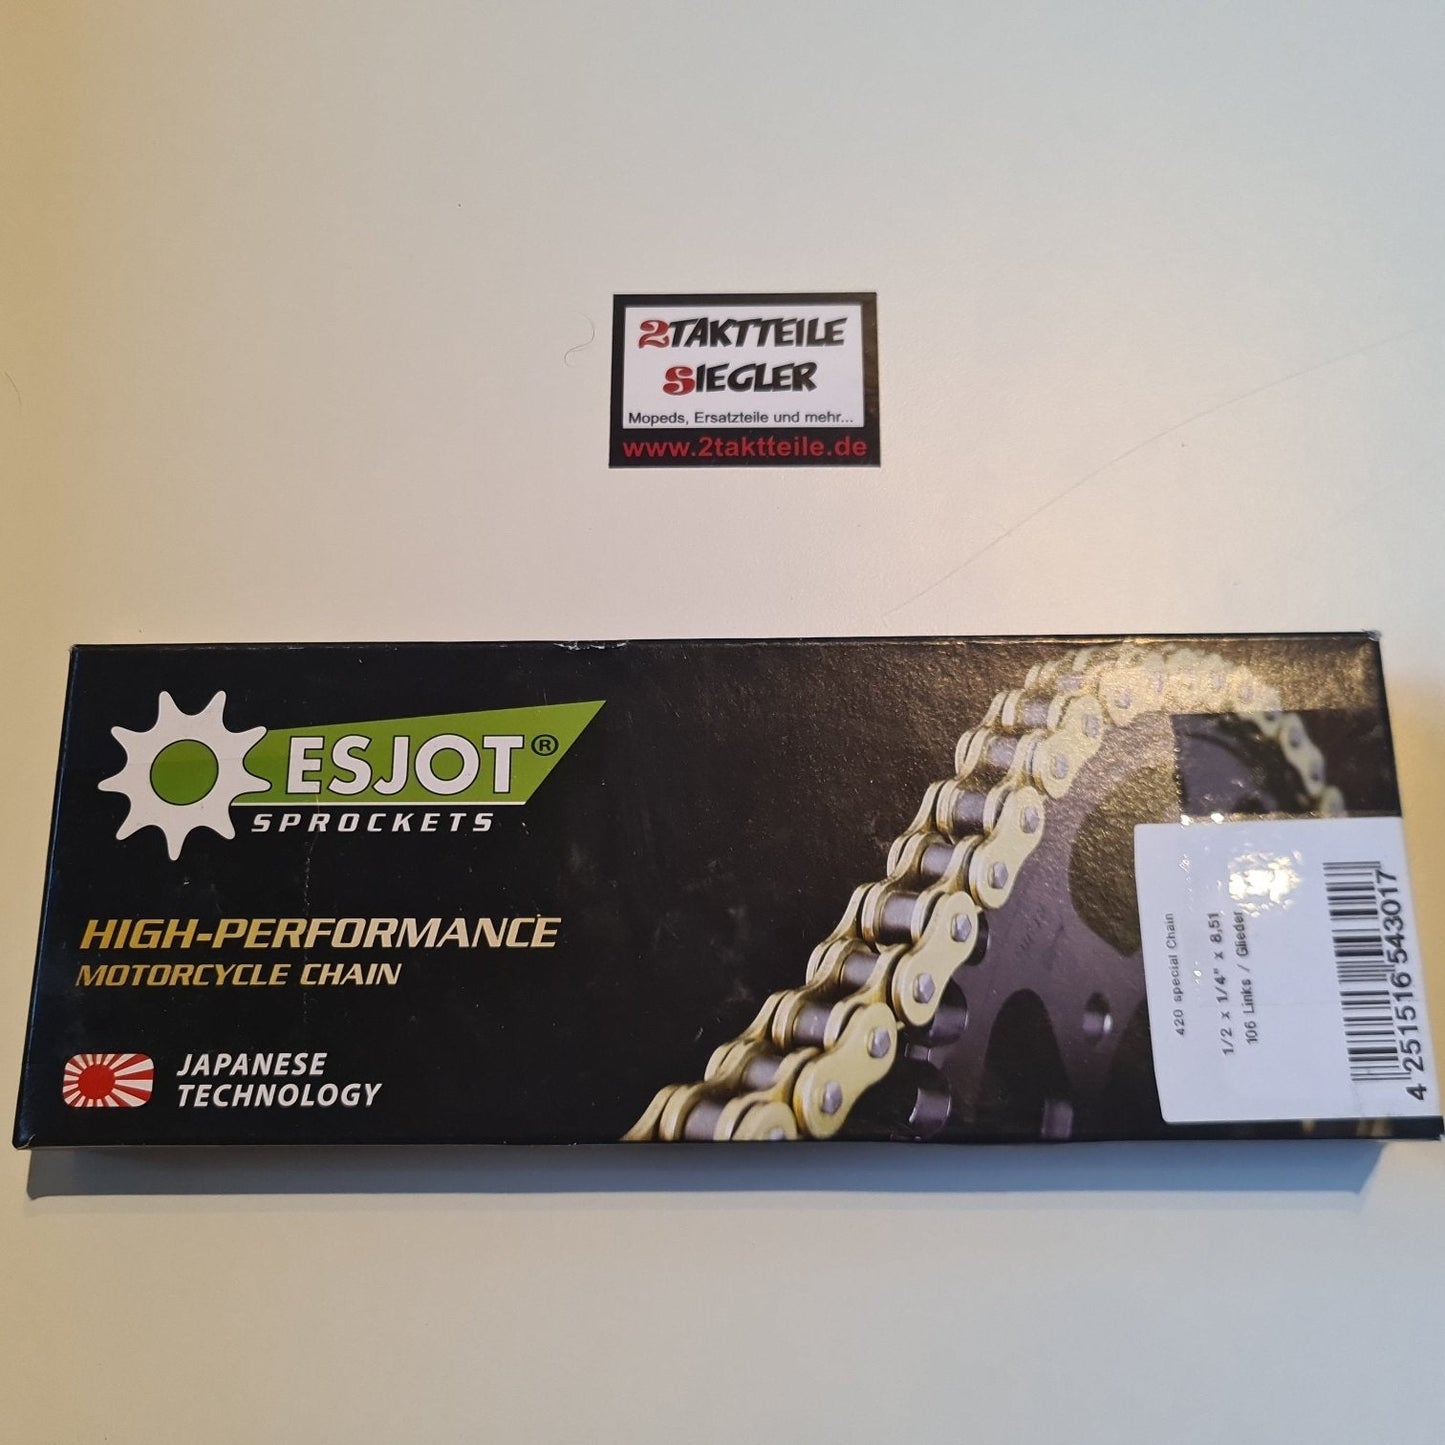 2TAKTTEILE
SIEGLER
Mopeds, Ersatzteile und mehr...
www.2taktteile.de
ESJOT®
SPROCKETS
HIGH-PERFORMANCE
MOTORCYCLE CHAIN
JAPANESE
TECHNOLOGY
420 special Chain
1/2 x 1/4" x 8,51
106 Links / Glieder
4 251516 543017